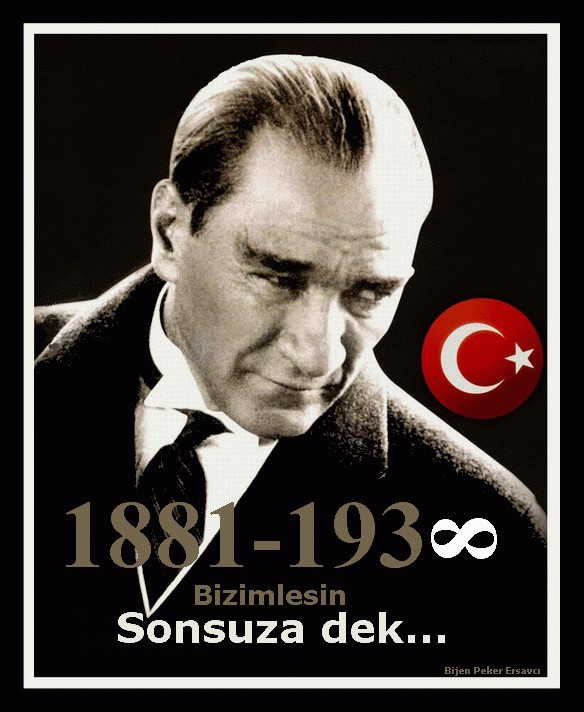 1881-193∞
Bizimlesin
Sonsuza dek...
Bijen Peker Ersavcı